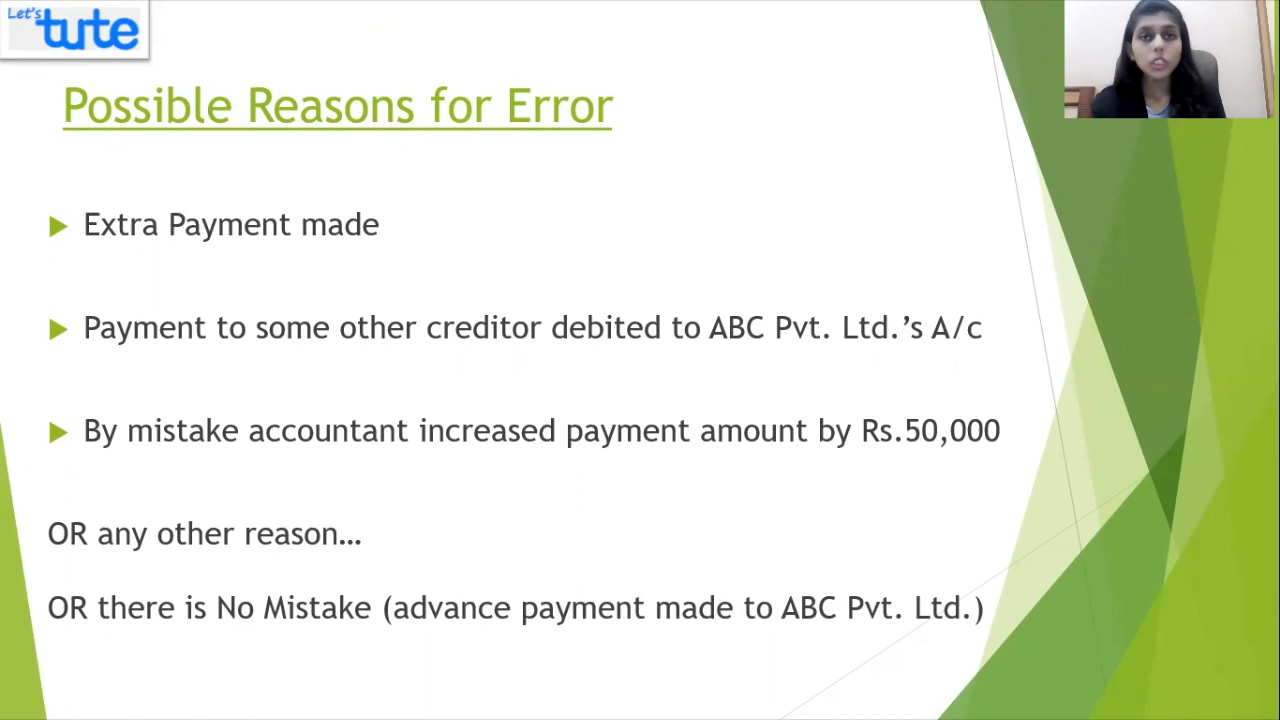 Let's
tute
Possible Reasons for Error
Extra Payment made
Payment to some other creditor debited to ABC Pvt. Ltd.’s A/c
By mistake accountant increased payment amount by Rs.50,000
OR any other reason…
OR there is No Mistake (advance payment made to ABC Pvt. Ltd.)